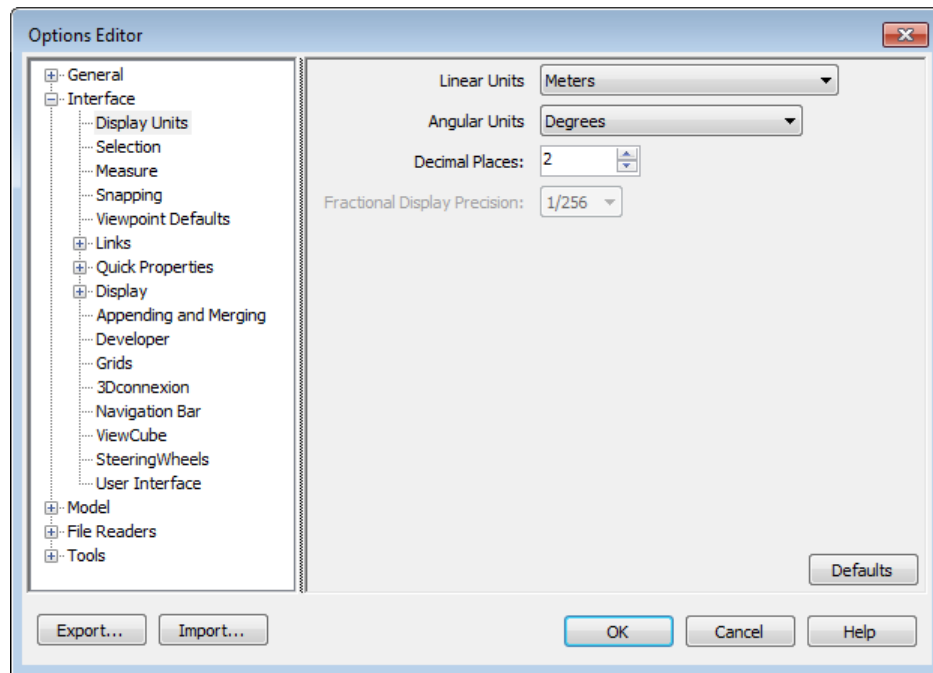 Options Editor
General
Interface
Display Units
Selection
Measure
Snapping
Viewpoint Defaults
Links
Quick Properties
Display
Appending and Merging
Developer
Grids
3Dconnexion
Navigation Bar
ViewCube
SteeringWheels
User Interface
Model
File Readers
Tools
Linear Units Meters
Angular Units Degrees
Decimal Places: 2
Fractional Display Precision: 1/256
Defaults
Export... Import... OK Cancel Help